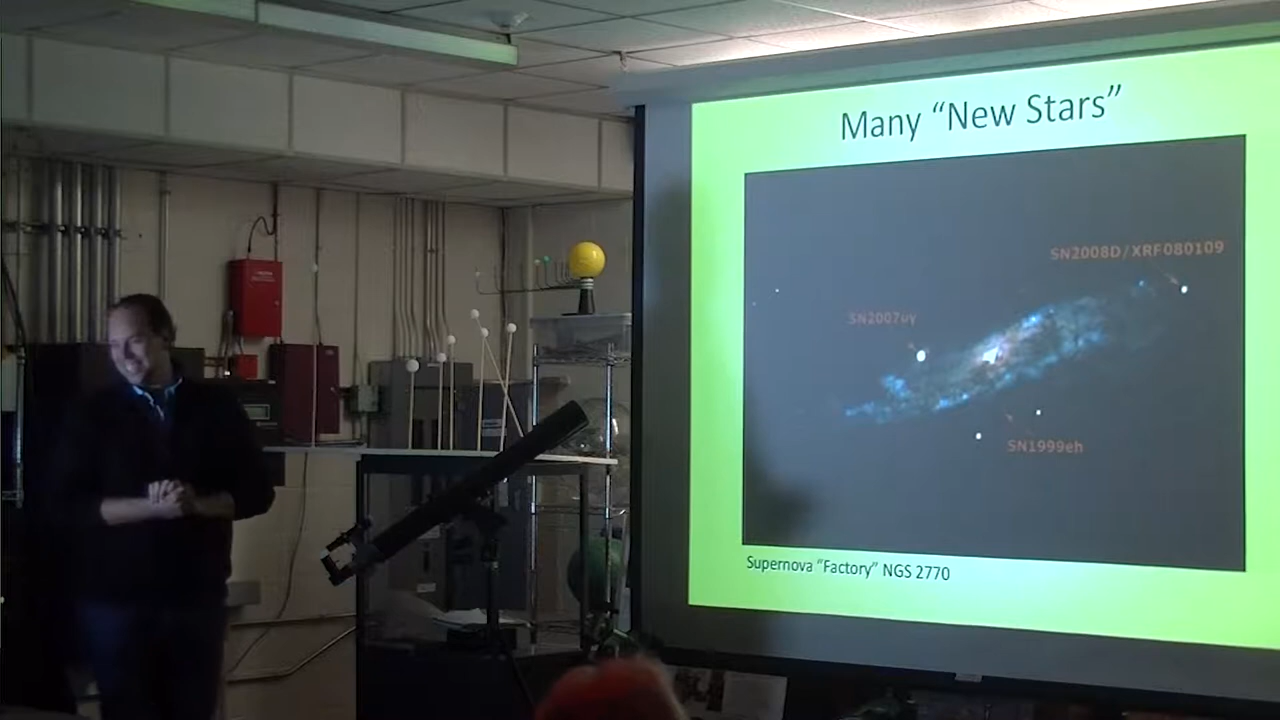 Many “New Stars”
SN2008D/XRF080109
SN2007uy
SN1999eh
Supernova “Factory” NGS 2770